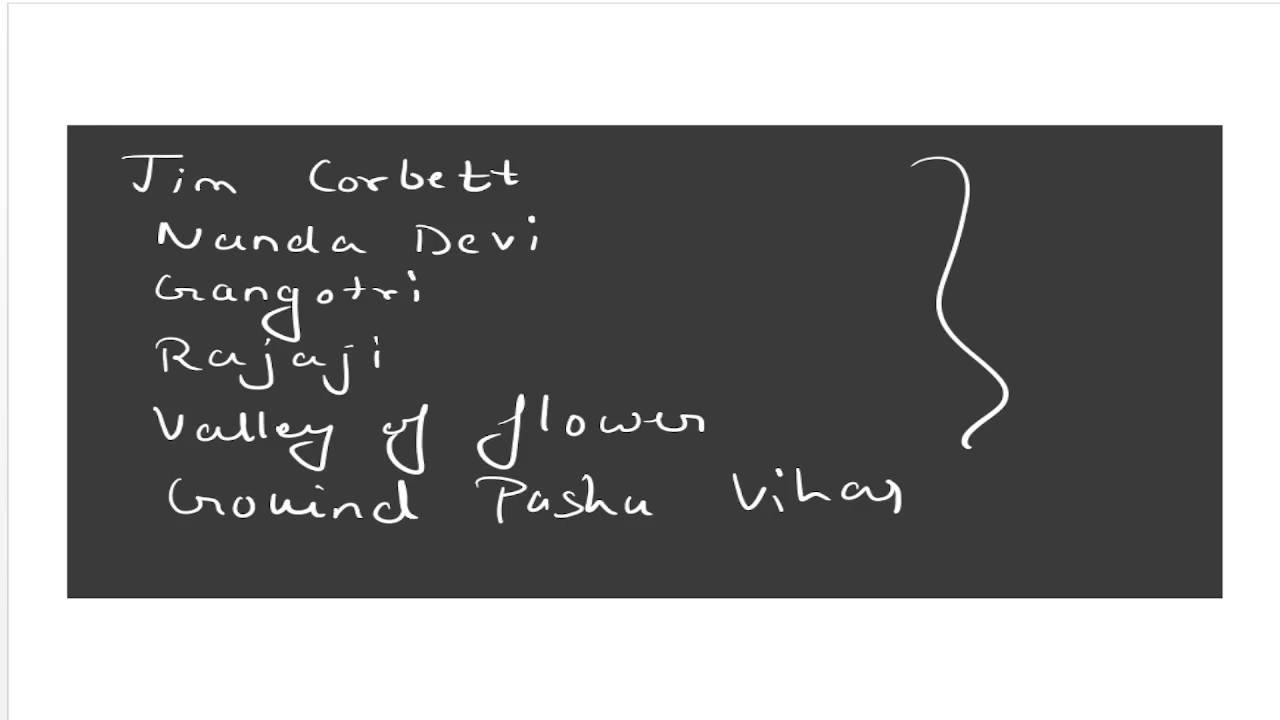 Jim Corbett
Nanda Devi
Gangotri
Rajaji
Valley of flower
Govind Pashu Vihar